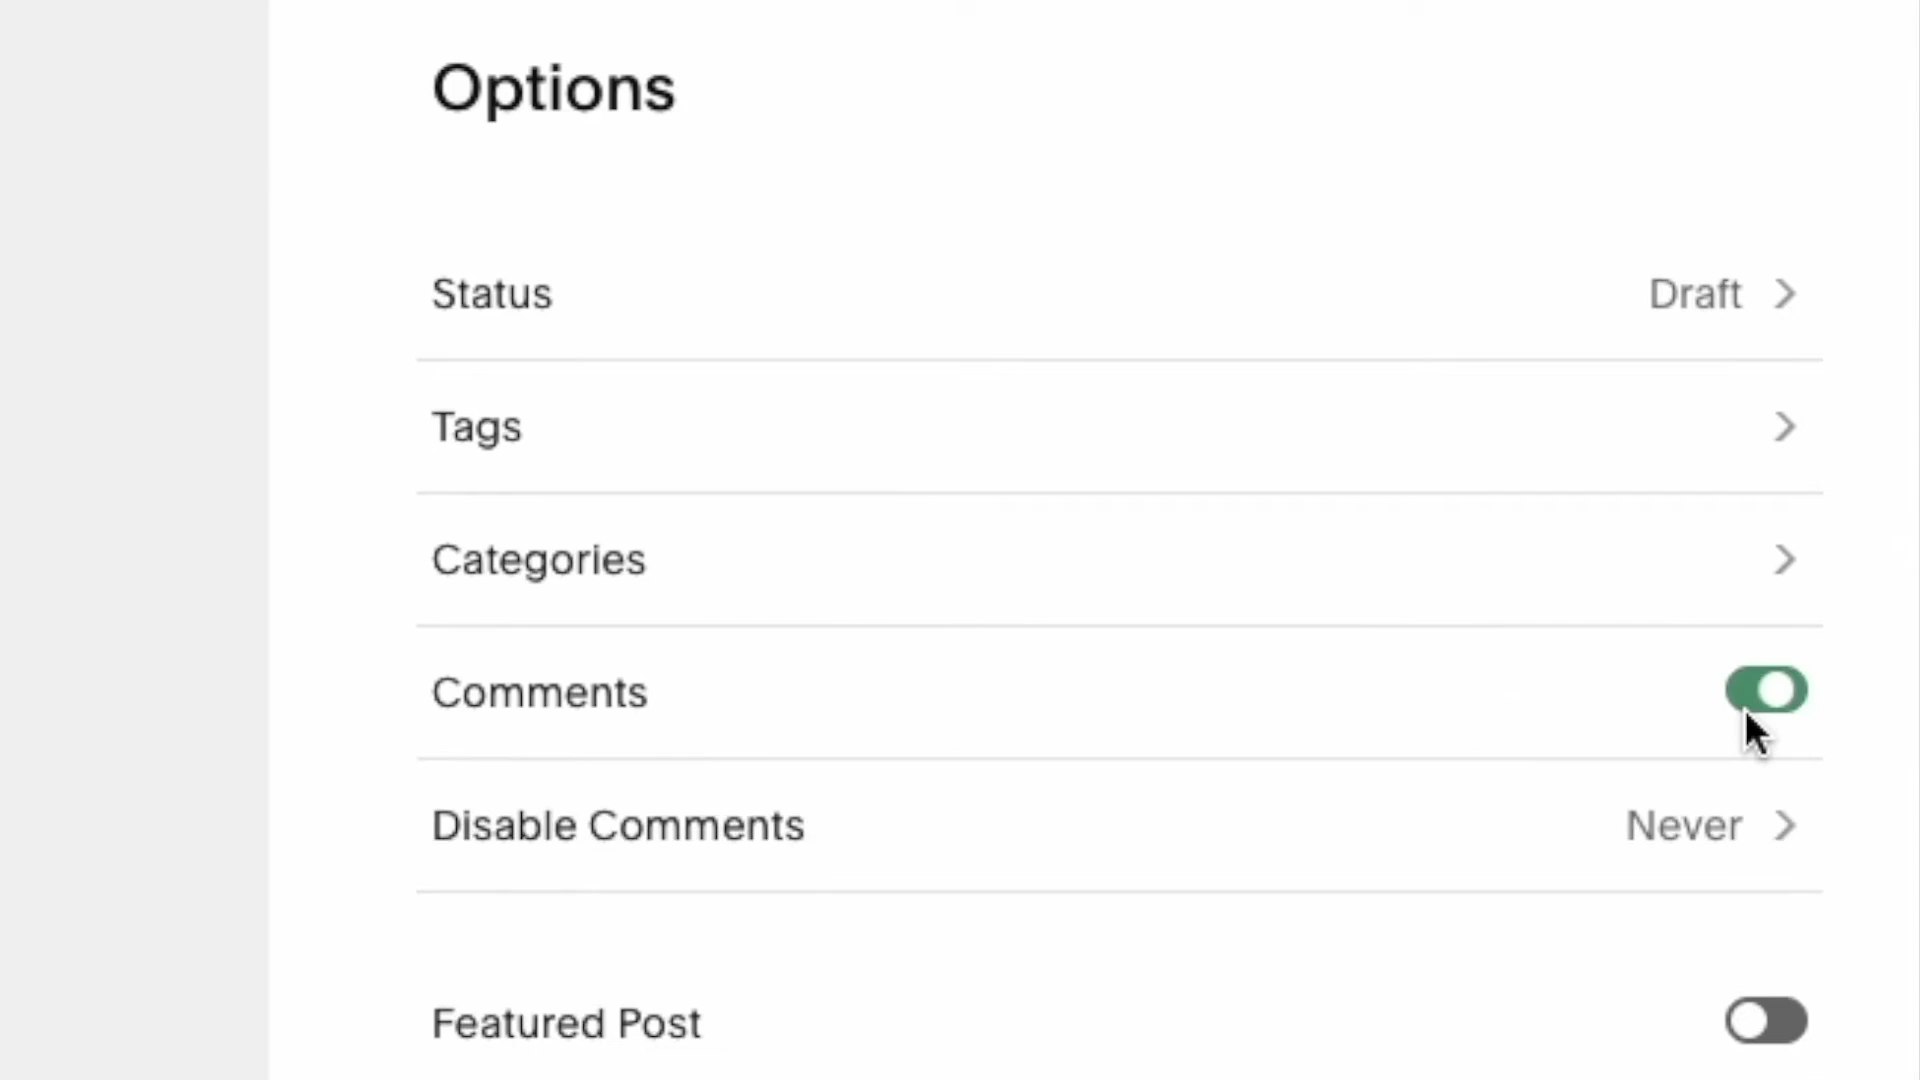 Options
Status Draft
Tags
Categories
Comments
Disable Comments Never
Featured Post